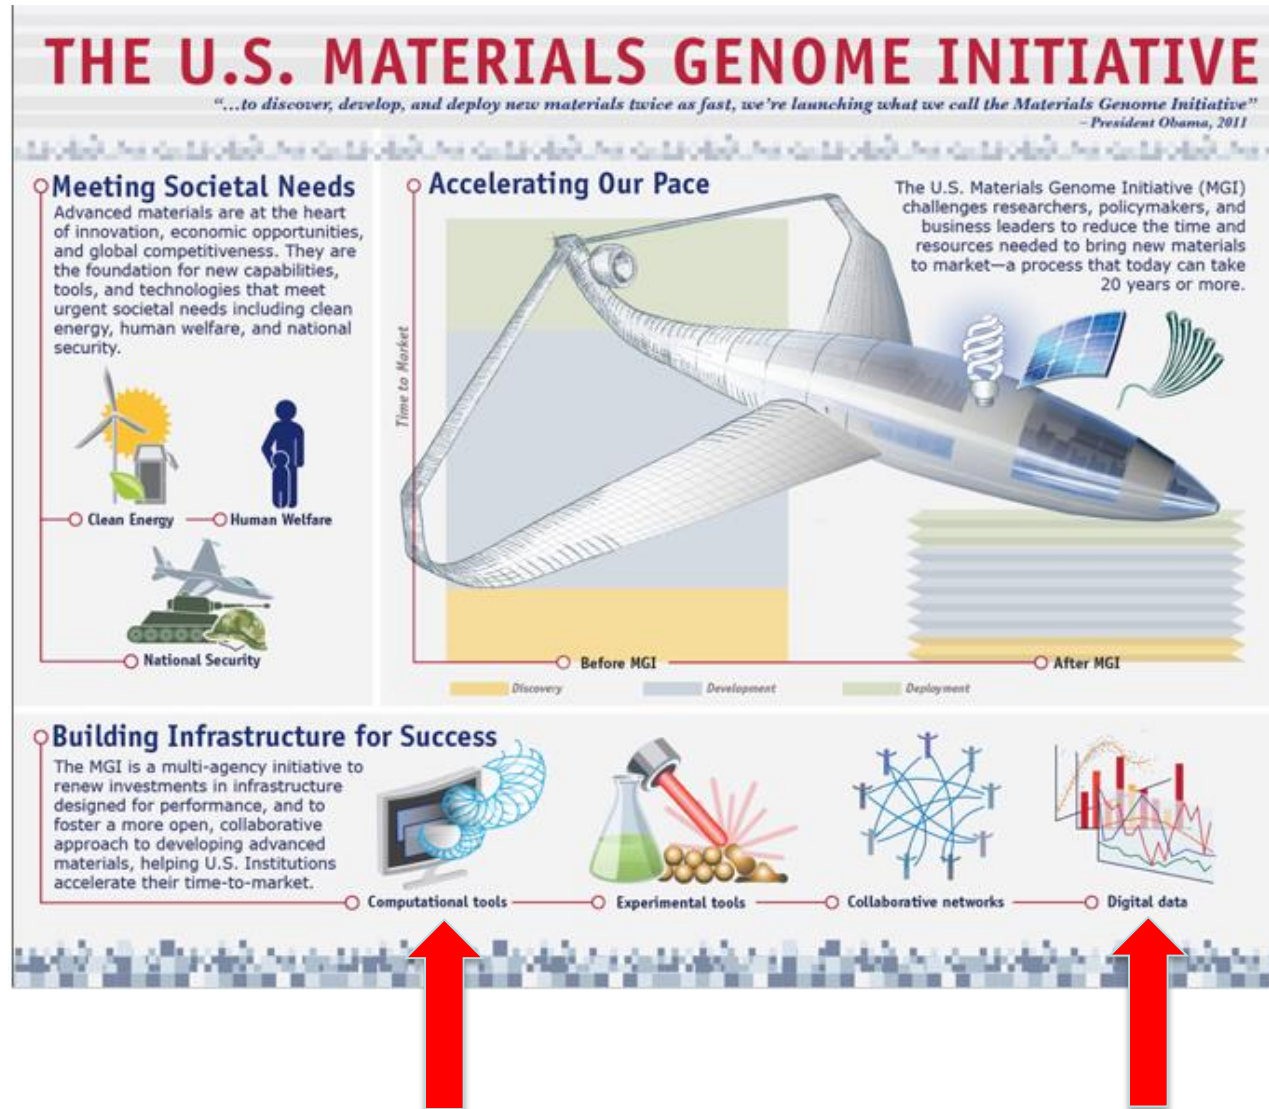 THE U.S. MATERIALS GENOME INITIATIVE
“...to discover, develop, and deploy new materials twice as fast, we’re launching what we call the Materials Genome Initiative”
– President Obama, 2011
Meeting Societal Needs
Advanced materials are at the heart
of innovation, economic opportunities,
and global competitiveness. They are
the foundation for new capabilities,
tools, and technologies that meet
urgent societal needs including clean
energy, human welfare, and national
security.
Clean Energy
Human Welfare
National Security
Accelerating Our Pace
The U.S. Materials Genome Initiative (MGI)
challenges researchers, policymakers, and
business leaders to reduce the time and
resources needed to bring new materials
to market—a process that today can take
20 years or more.
Time to Market
Before MGI
After MGI
Discovery
Development
Deployment
Building Infrastructure for Success
The MGI is a multi-agency initiative to
renew investments in infrastructure
designed for performance, and to
foster a more open, collaborative
approach to developing advanced
materials, helping U.S. Institutions
accelerate their time-to-market.
Computational tools
Experimental tools
Collaborative networks
Digital data